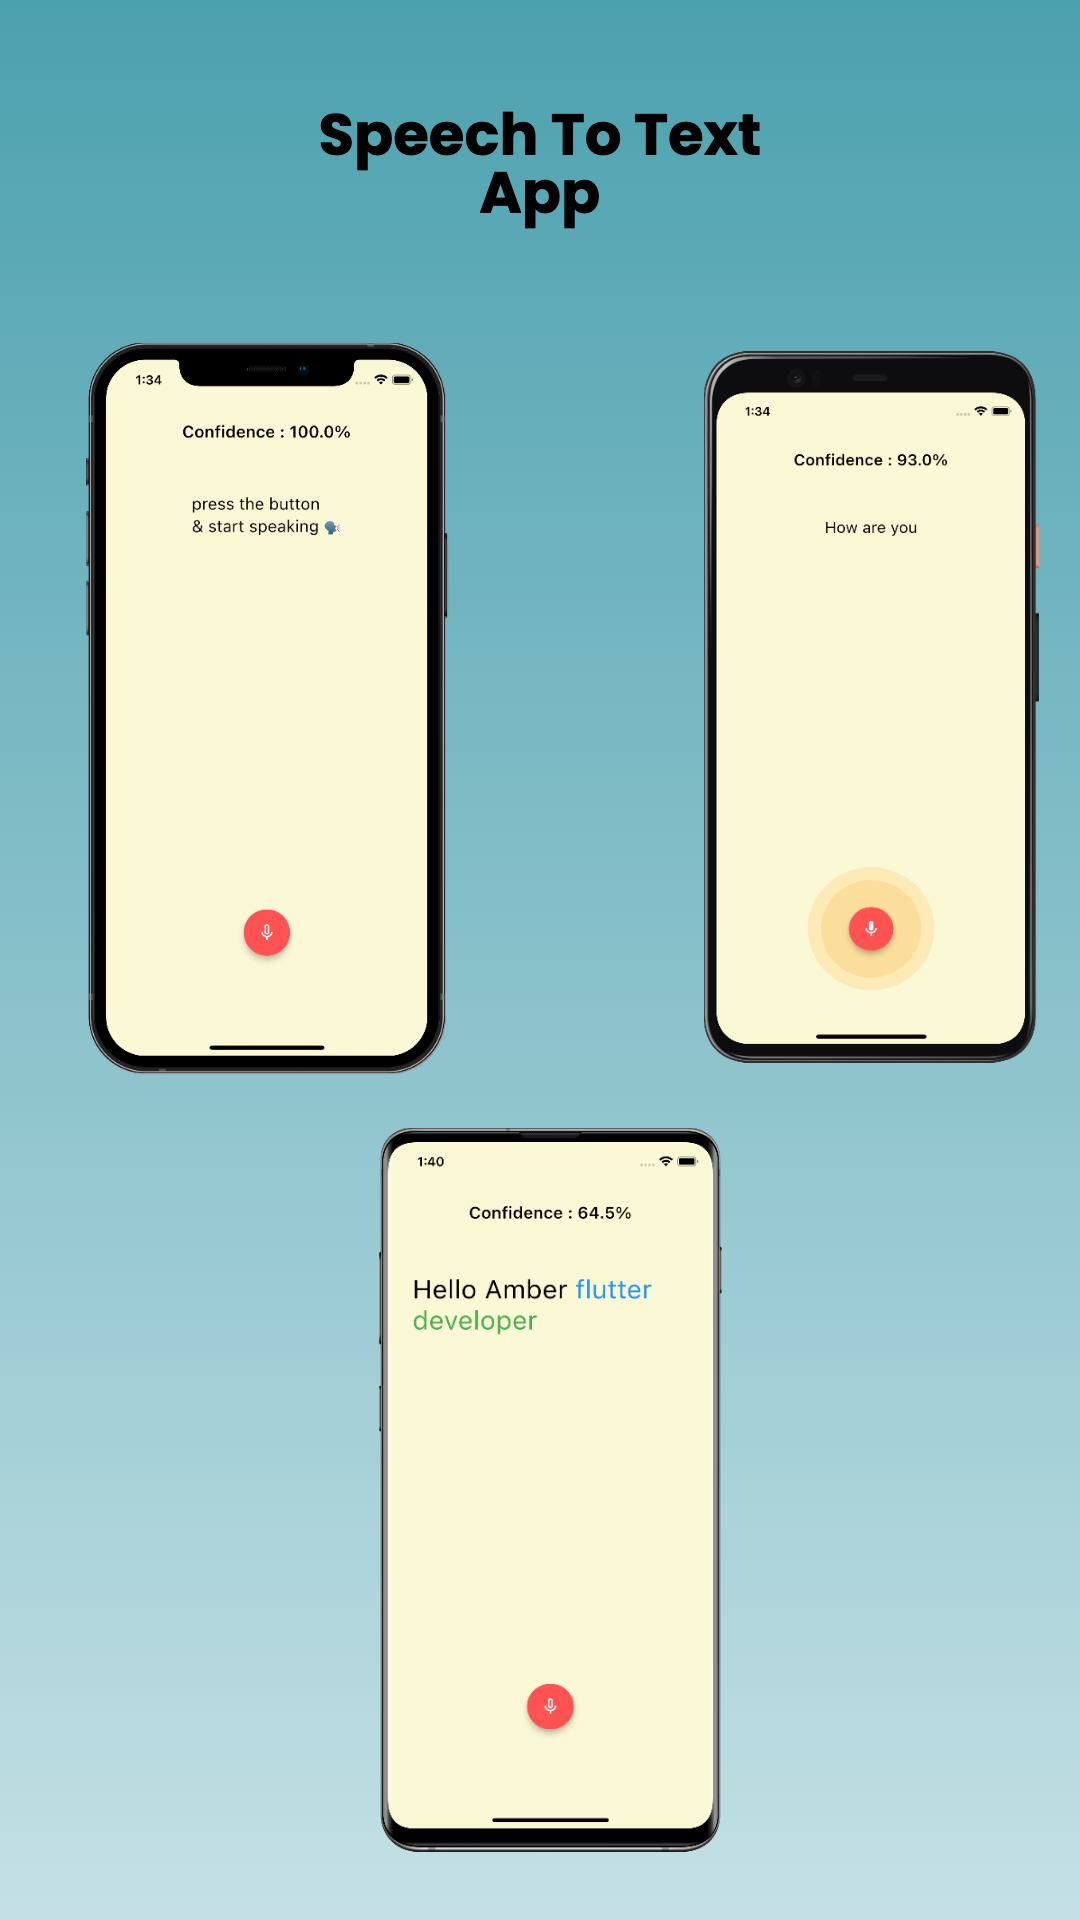 Speech To Text
App
1:34
Confidence : 100.0%
press the button
& start speaking 🗣️
1:34
Confidence : 93.0%
How are you
1:40
Confidence : 64.5%
Hello Amber flutter
developer